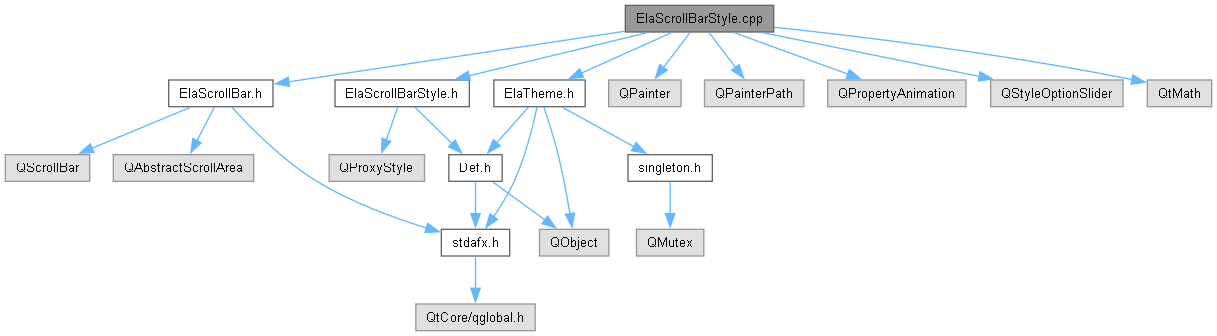 ElaScrollBarStyle.cpp
ElaScrollBar.h
ElaScrollBarStyle.h
ElaTheme.h
QPainter
QPainterPath
QPropertyAnimation
QStyleOptionSlider
QtMath
QScrollBar
QAbstractScrollArea
QProxyStyle
Def.h
singleton.h
stdafx.h
QObject
QMutex
QtCore/qglobal.h